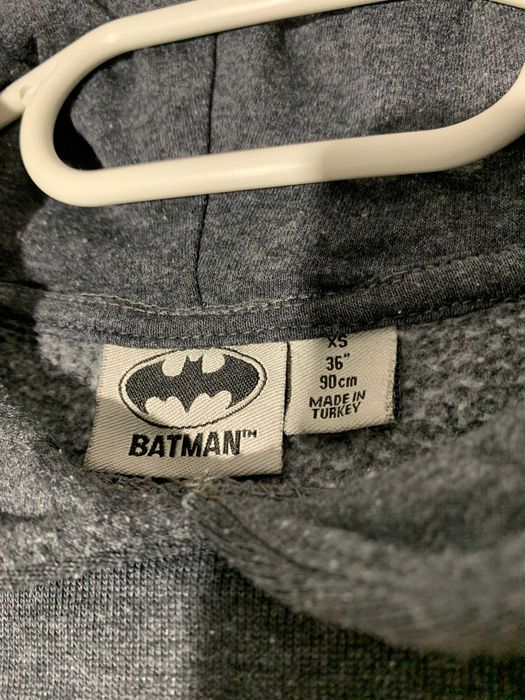 BATMAN™
XS
36"
90cm
MADE IN
TURKEY